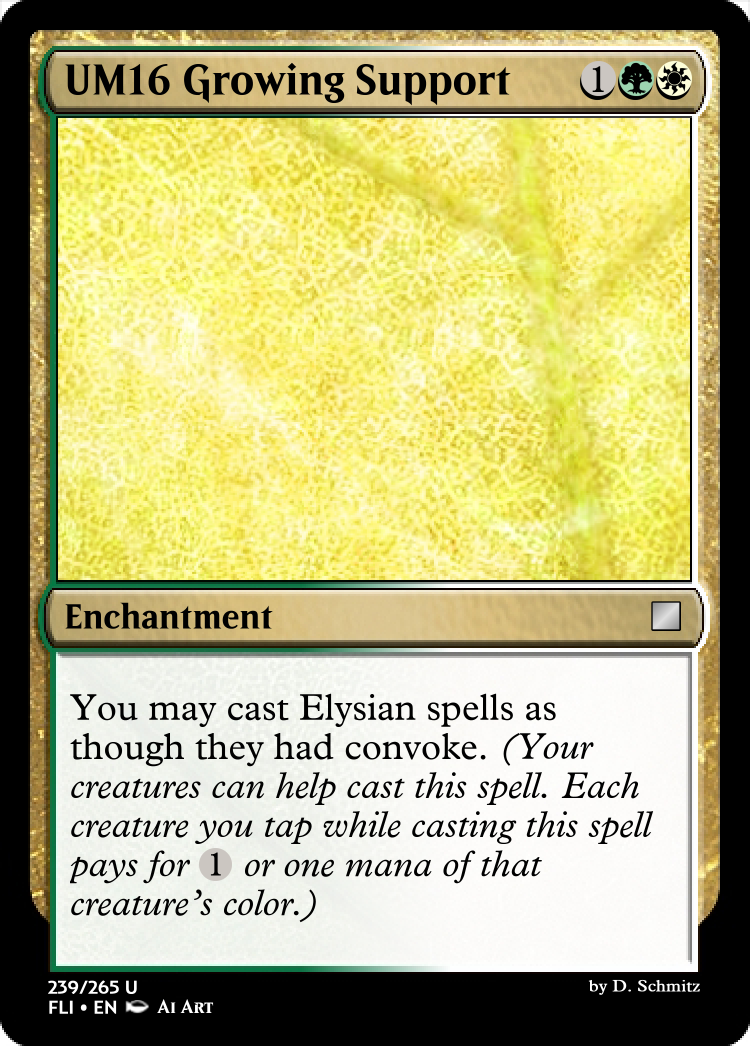 UM16 Growing Support 1
Enchantment
You may cast Elysian spells as
though they had convoke. (Your
creatures can help cast this spell. Each
creature you tap while casting this spell
pays for 1 or one mana of that
creature's color.)
239/265 U
by D. Schmitz
FLI • EN AI ART